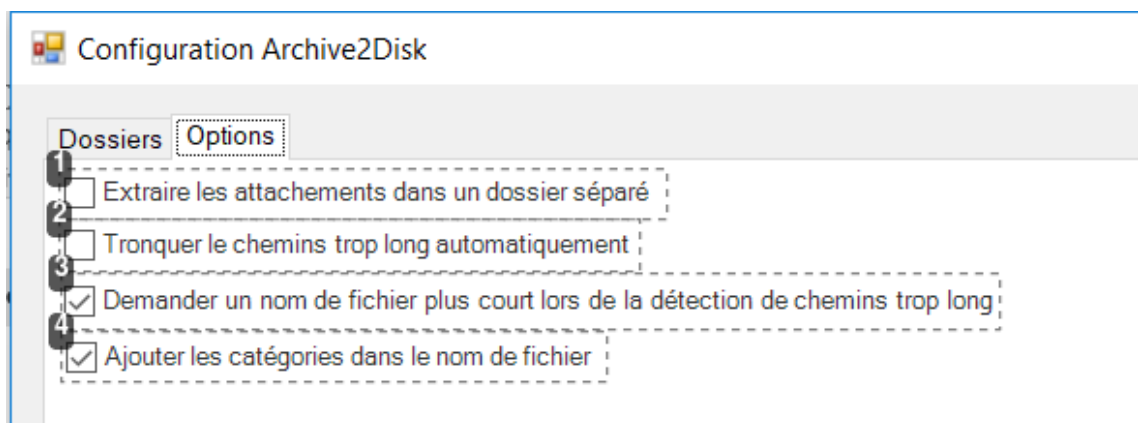 Configuration Archive2Disk
Dossiers Options
1
Extraire les attachements dans un dossier séparé
2
Tronquer le chemins trop long automatiquement
3
Demander un nom de fichier plus court lors de la détection de chemins trop long
4
Ajouter les catégories dans le nom de fichier